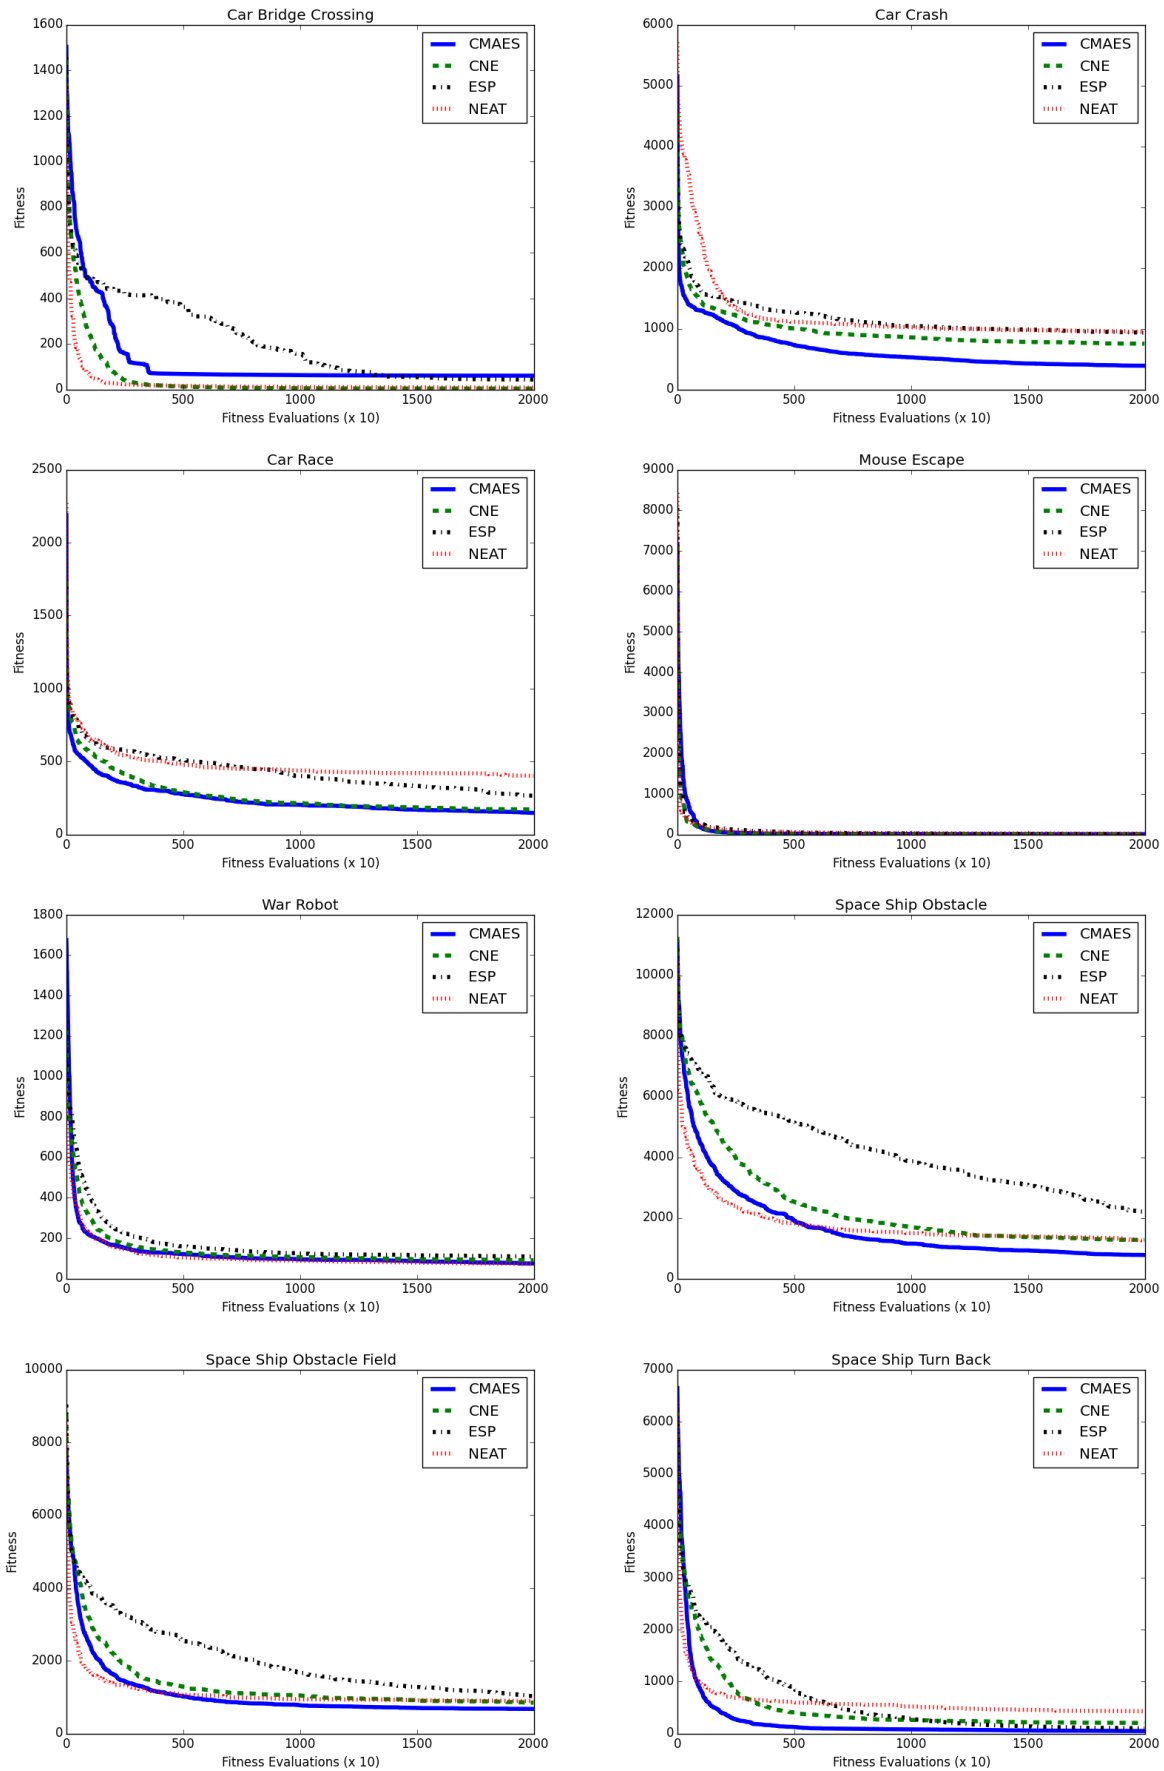 Car Bridge Crossing
1600
1400
1200
1000
800
600
400
200
0
Fitness
CMAES
CNE
ESP
NEAT
0 500 1000 1500 2000
Fitness Evaluations (x 10)
Car Crash
6000
5000
4000
3000
2000
1000
0
Fitness
CMAES
CNE
ESP
NEAT
0 500 1000 1500 2000
Fitness Evaluations (x 10)
Car Race
2500
2000
1500
1000
500
0
Fitness
CMAES
CNE
ESP
NEAT
0 500 1000 1500 2000
Fitness Evaluations (x 10)
Mouse Escape
9000
8000
7000
6000
5000
4000
3000
2000
1000
0
Fitness
CMAES
CNE
ESP
NEAT
0 500 1000 1500 2000
Fitness Evaluations (x 10)
War Robot
1800
1600
1400
1200
1000
800
600
400
200
0
Fitness
CMAES
CNE
ESP
NEAT
0 500 1000 1500 2000
Fitness Evaluations (x 10)
Space Ship Obstacle
12000
10000
8000
6000
4000
2000
0
Fitness
CMAES
CNE
ESP
NEAT
0 500 1000 1500 2000
Fitness Evaluations (x 10)
Space Ship Obstacle Field
10000
8000
6000
4000
2000
0
Fitness
CMAES
CNE
ESP
NEAT
0 500 1000 1500 2000
Fitness Evaluations (x 10)
Space Ship Turn Back
7000
6000
5000
4000
3000
2000
1000
0
Fitness
CMAES
CNE
ESP
NEAT
0 500 1000 1500 2000
Fitness Evaluations (x 10)